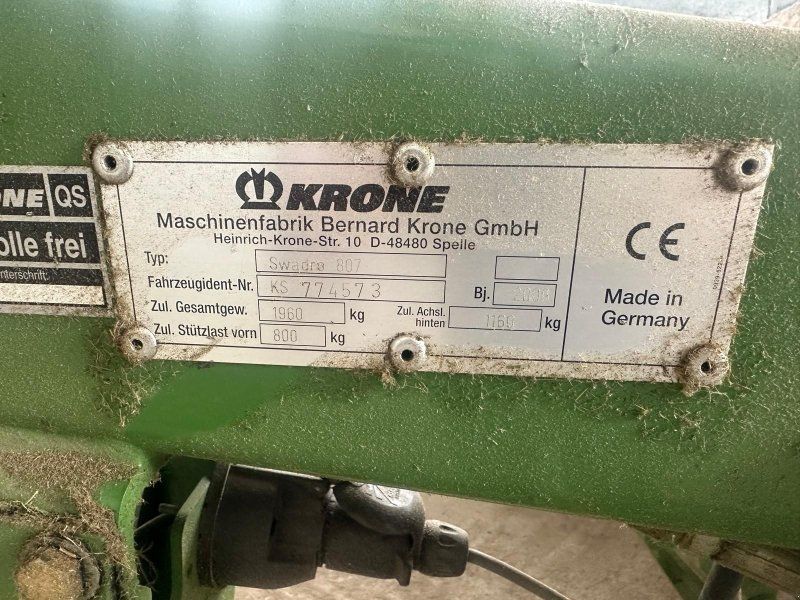 KRONE
Maschinenfabrik Bernard Krone GmbH
Heinrich-Krone-Str. 10 D-48480 Spelle
Typ: Swadro 807
Fahrzeugident-Nr. KS 774573 Bj.
Zul. Gesamtgew. 1960 kg Zul. Achsl. hinten 1160 kg
Zul. Stützlast vorn 800 kg
CE
Made in
Germany
QS
olle frei
nterschrift